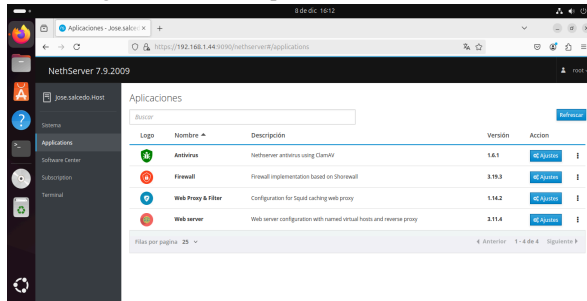 8 de dic 16:12
Aplicaciones - Jose.salcedo
https://192.168.1.44:9090/nethserver#/applications
NethServer 7.9.2009
root
Jose.salcedo.Host
Sistema
Applications
Software Center
Subscription
Terminal
Aplicaciones
Buscar
Refrescar
Logo Nombre Descripción Versión Accion
Antivirus Nethserver antivirus using ClamAV 1.6.1 Ajustes
Firewall Firewall implementation based on Shorewall 3.19.3 Ajustes
Web Proxy & Filter Configuration for Squid caching web proxy 1.14.2 Ajustes
Web server Web server configuration with named virtual hosts and reverse proxy 3.11.4 Ajustes
Filas por pagina 25 Anterior 1-4 de 4 Siguiente